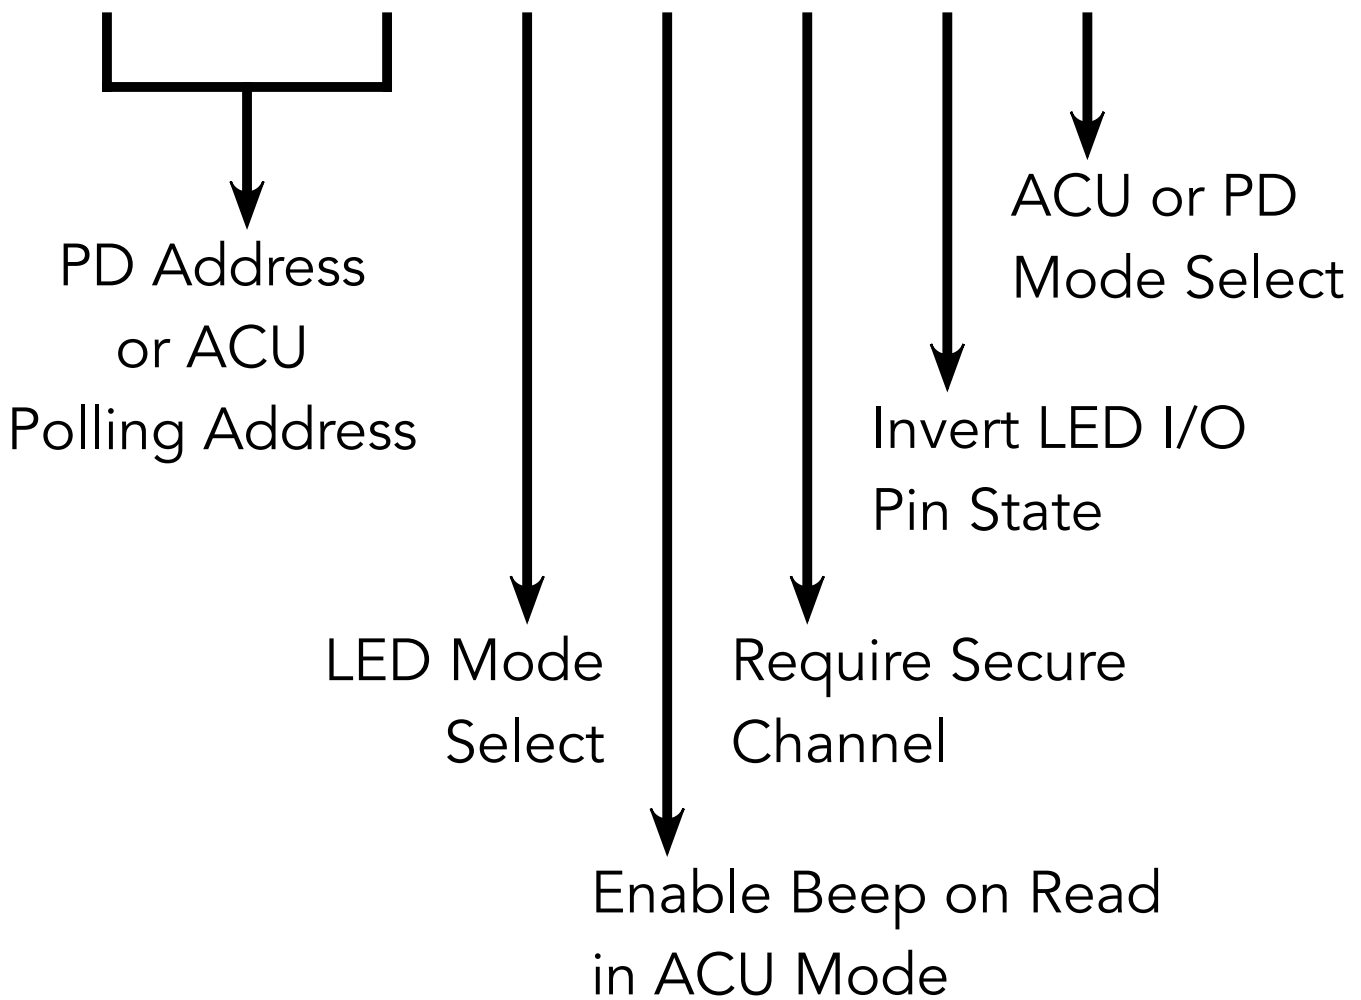 PD Address
or ACU
Polling Address
LED Mode
Select
Enable Beep on Read
in ACU Mode
Require Secure
Channel
Invert LED I/O
Pin State
ACU or PD
Mode Select